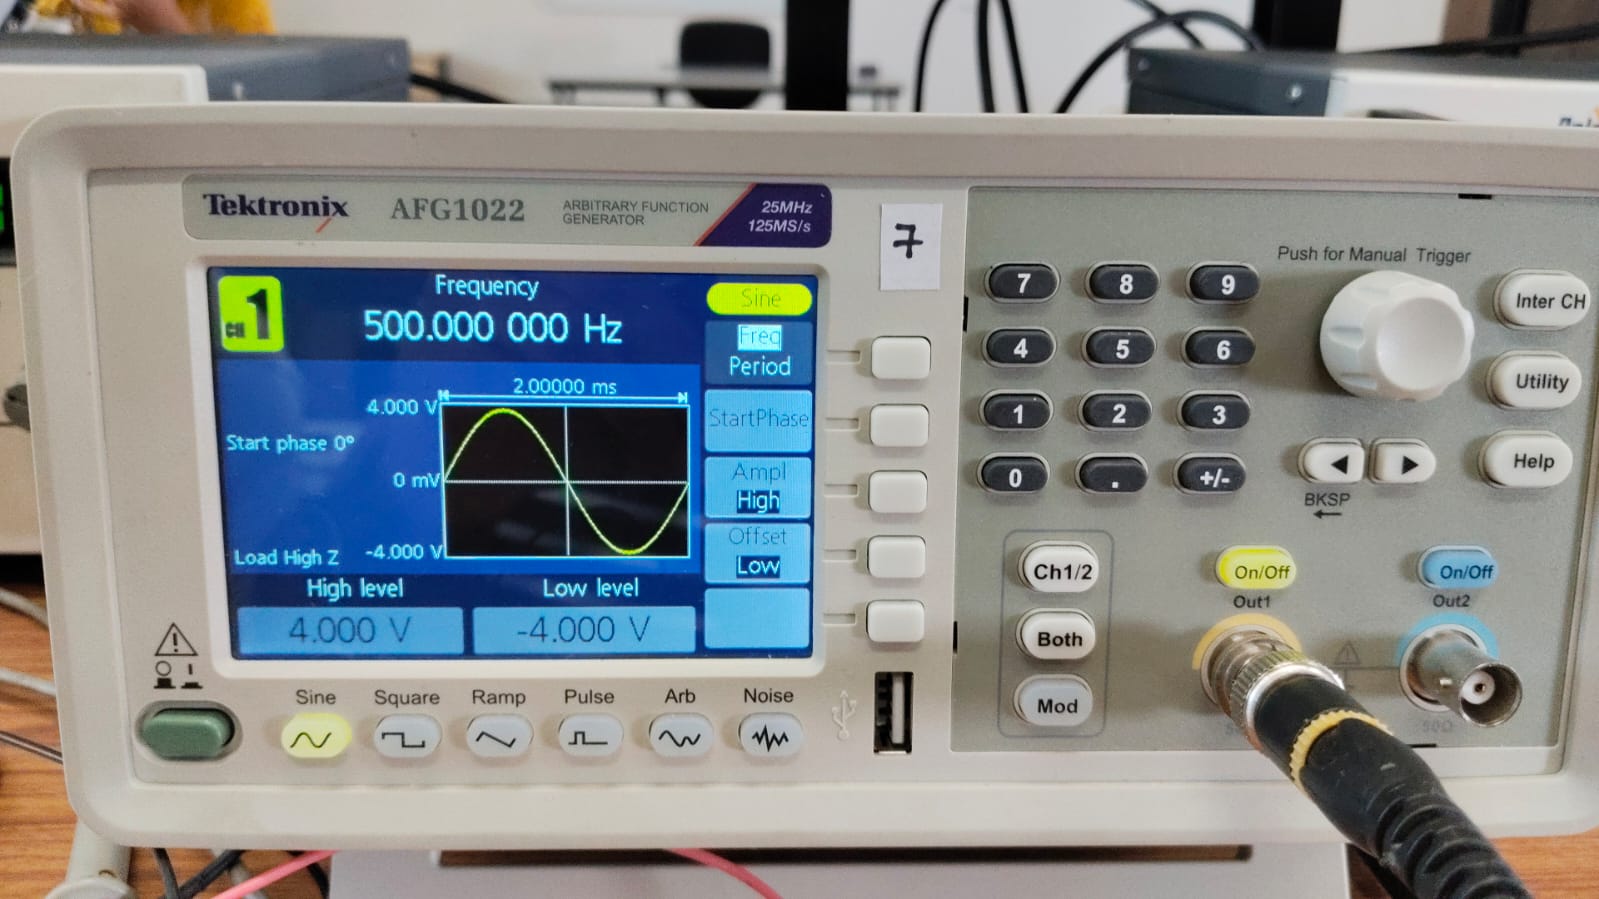 Tektronix AFG1022 ARBITRARY FUNCTION GENERATOR
25MHz
125MS/s
7
CH 1
Frequency
500.000 000 Hz
Sine
Freq
Period
StartPhase
Ampl
High
Offset
Low
2.00000 ms
4.000 V
Start phase 0°
0 mV
Load High Z
-4.000 V
High level
Low level
4.000 V
-4.000 V
Sine
Square
Ramp
Pulse
Arb
Noise
7 8 9
4 5 6
1 2 3
0 . +/-
Push for Manual Trigger
Inter CH
Utility
Help
BKSP
Ch1/2
Both
Mod
On/Off
Out1
On/Off
Out2
50Ω